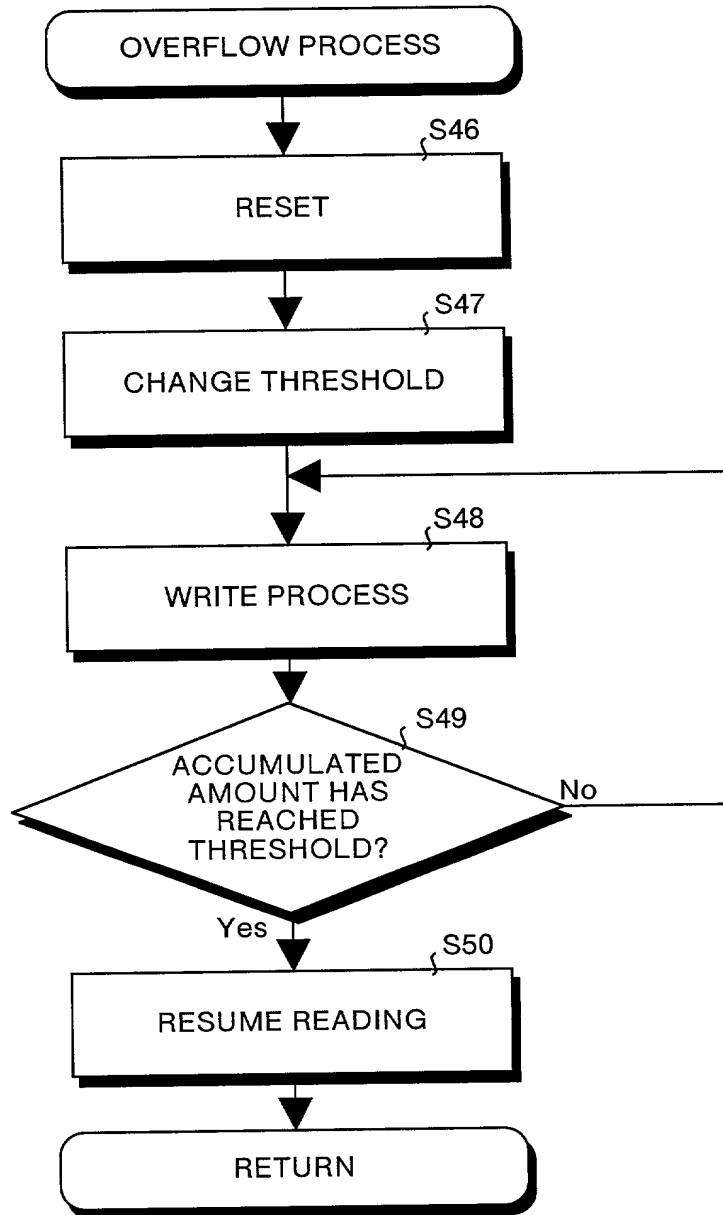 OVERFLOW PROCESS
S46
RESET
S47
CHANGE THRESHOLD
S48
WRITE PROCESS
S49
ACCUMULATED
AMOUNT HAS
REACHED
THRESHOLD?
No
Yes
S50
RESUME READING
RETURN